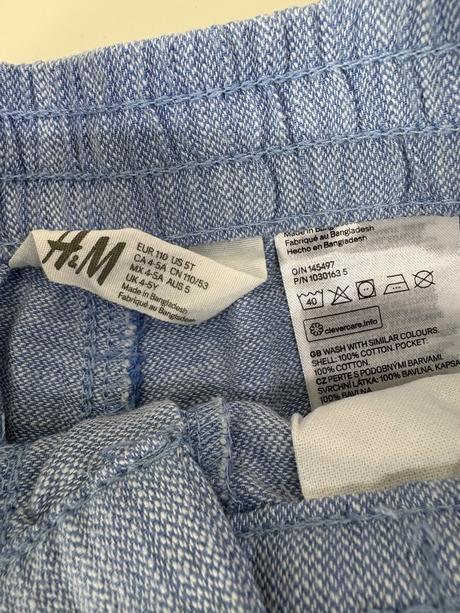 H&M
EUR 110 US 5T
CA 4-5A CN 110/53
MX 4-5A AUS 5
UK 4-5Y
Made in Bangladesh
Fabriqué au Bangladesh
Made in
Fabriqué au Bangladesh
Hecho en Bangladesh
O/N 145497
P/N 1030163 5
40
clevercare.info
GB WASH WITH SIMILAR COLOURS.
SHELL: 100% COTTON. POCKET:
100% COTTON.
CZ PERTE S PODOBNÝMI BARVAMI.
SVRCHNÍ LÁTKA: 100% BAVLNA. KAPSA
100% BAVLNA.